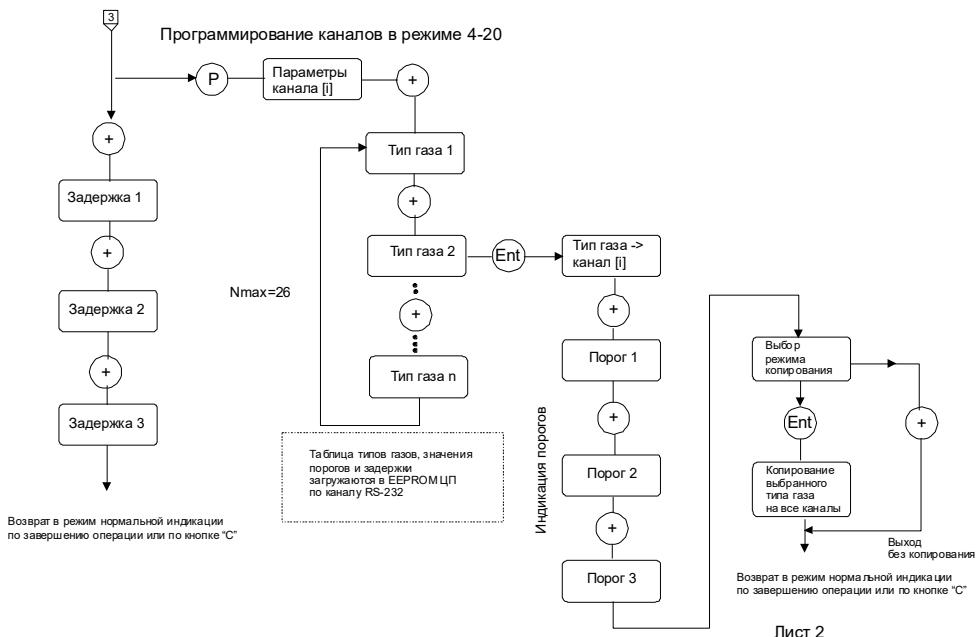 3
Программирование каналов в режиме 4-20
P
Параметры
канала [i]
+
+
Задержка 1
+
Задержка 2
+
Задержка 3
Возврат в режим нормальной индикации
по завершению операции или по кнопке “С”
Тип газа 1
+
Тип газа 2
+
Тип газа n
Nmax=26
Таблица типов газов, значения
порогов и задержки
загружаются в EEPROM ЦП
по каналу RS-232
Ent
Тип газа ->
канал [i]
+
Порог 1
+
Порог 2
+
Порог 3
Индикация порогов
Выбор
режима
копирования
Ent
+
Копирование
выбранного
типа газа
на все каналы
Выход
без копирования
Возврат в режим нормальной индикации
по завершению операции или по кнопке “С”
Лист 2